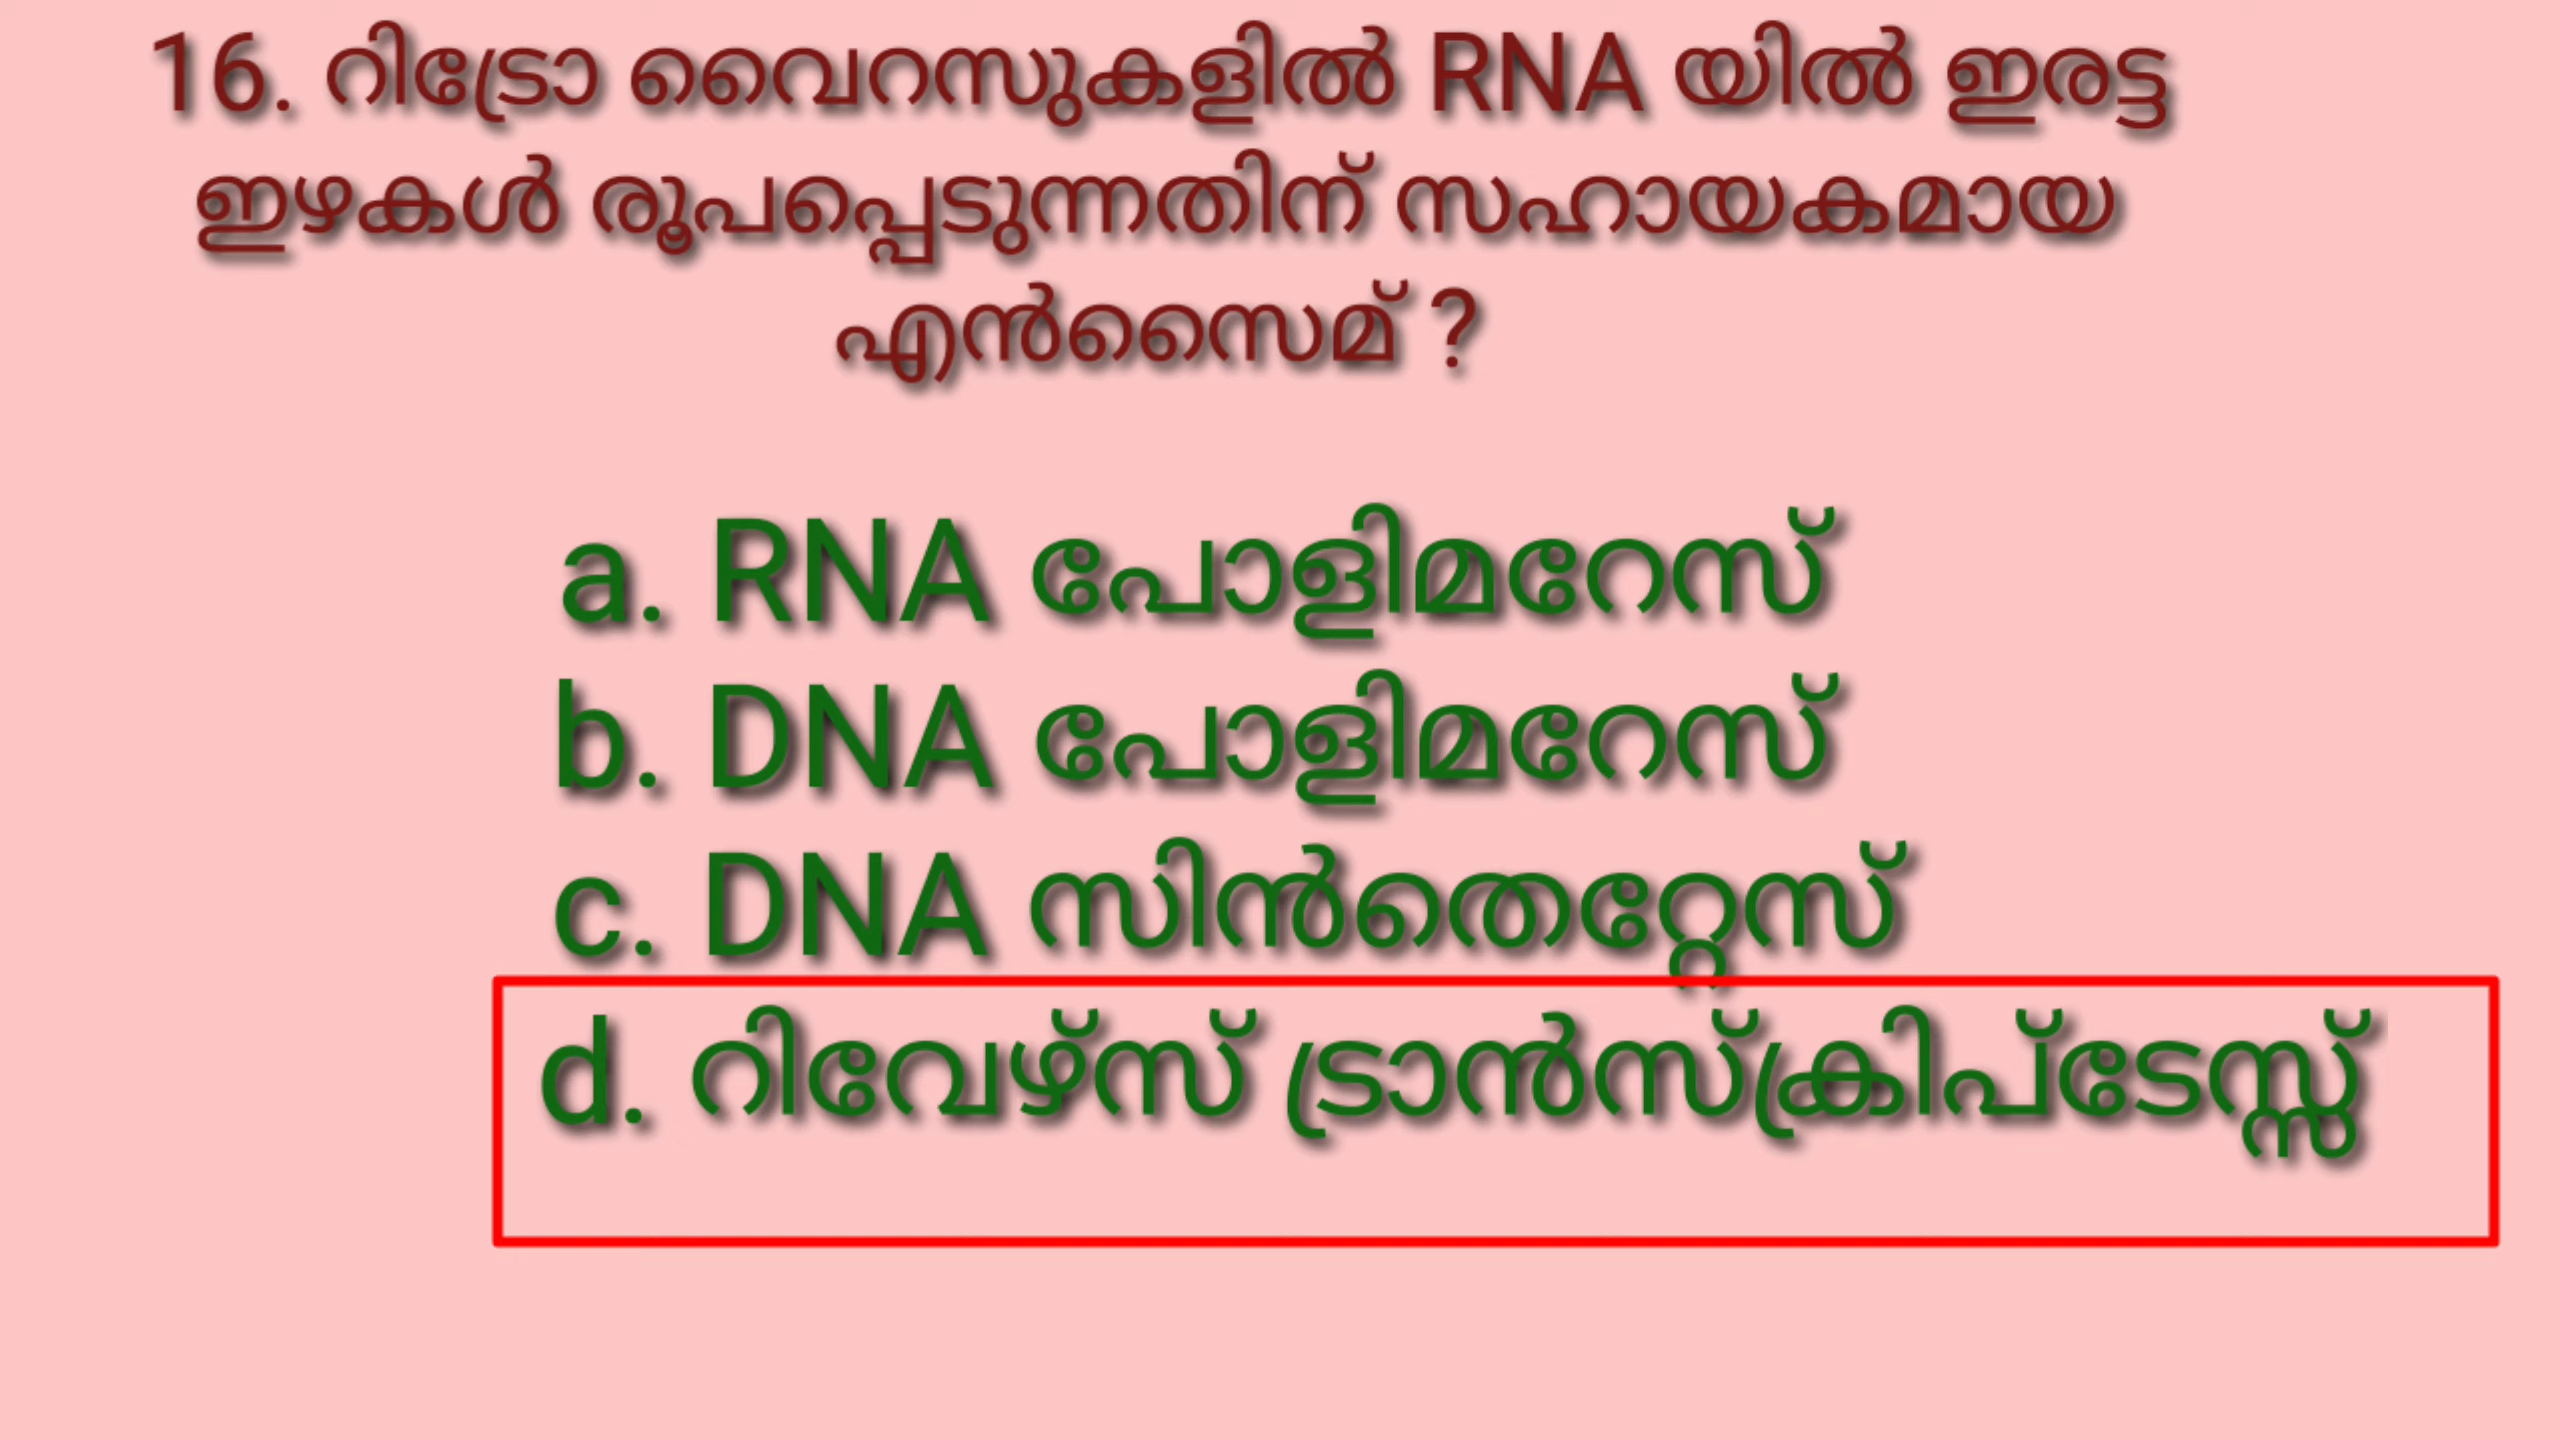 16. റിട്രോ വൈറസുകളിൽ RNA യിൽ ഇരട്ട
ഇഴകൾ രൂപപ്പെടുന്നതിന് സഹായകമായ
എൻസൈമ് ?
a. RNA പോളിമറേസ്
b. DNA പോളിമറേസ്
c. DNA സിൻതെറ്റേസ്
d. റിവേഴ്സ് ട്രാൻസ്ക്രിപ്ടേസ്സ്